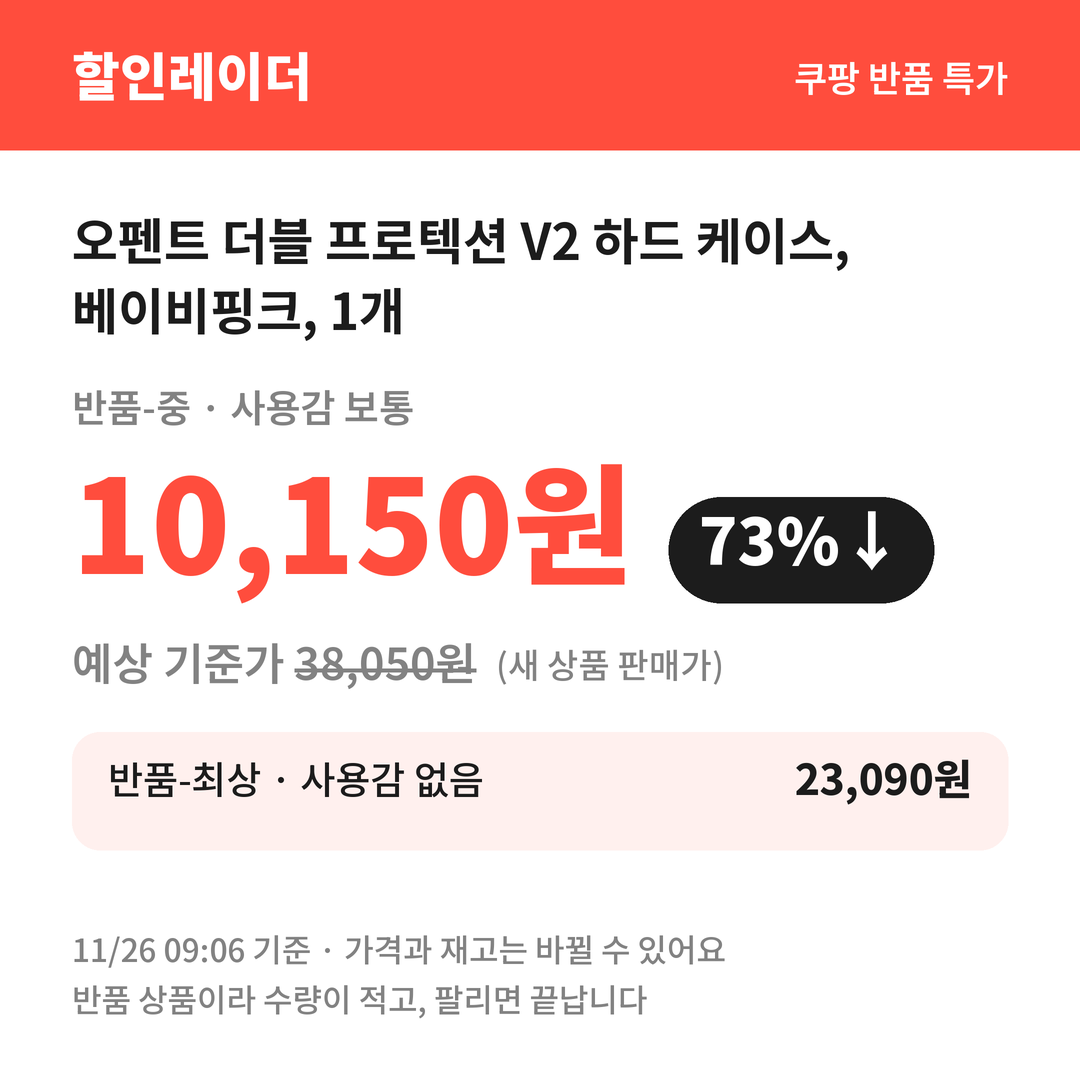 할인레이더
쿠팡 반품 특가
오펜트 더블 프로텍션 V2 하드 케이스,
베이비핑크, 1개
반품-중 · 사용감 보통
10,150원 73%↓
예상 기준가 38,050원 (새 상품 판매가)
반품-최상 · 사용감 없음 23,090원
11/26 09:06 기준 · 가격과 재고는 바뀔 수 있어요
반품 상품이라 수량이 적고, 팔리면 끝납니다